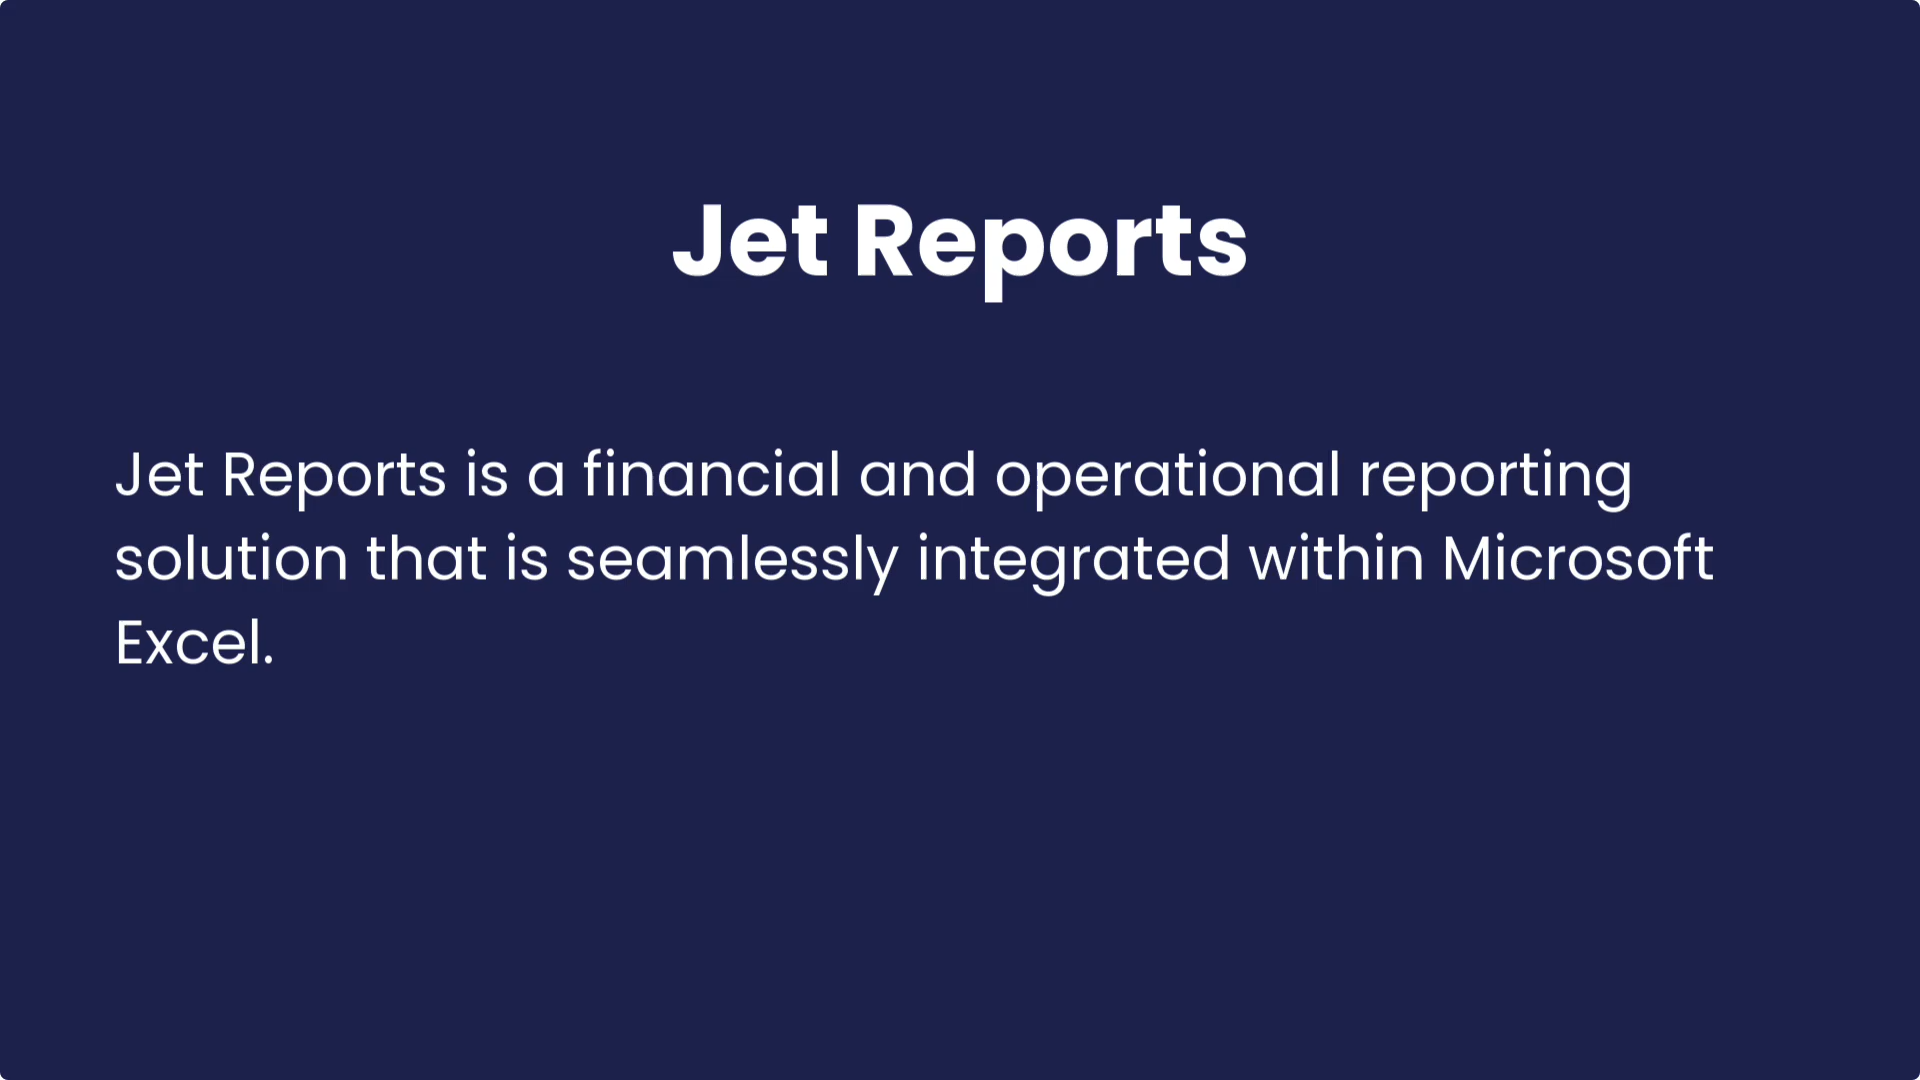 Jet Reports
Jet Reports is a financial and operational reporting
solution that is seamlessly integrated within Microsoft
Excel.